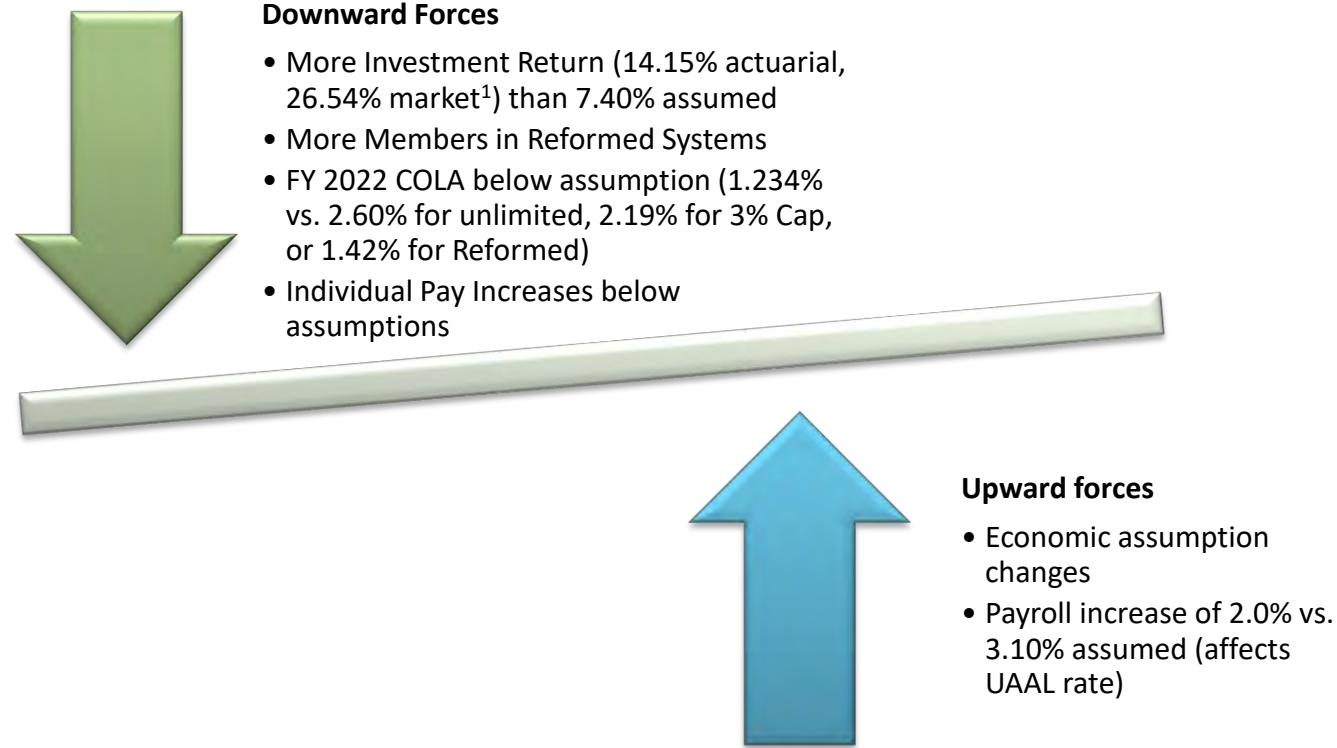 Downward Forces
• More Investment Return (14.15% actuarial,
26.54% market¹) than 7.40% assumed
• More Members in Reformed Systems
• FY 2022 COLA below assumption (1.234%
vs. 2.60% for unlimited, 2.19% for 3% Cap,
or 1.42% for Reformed)
• Individual Pay Increases below
assumptions
Upward forces
• Economic assumption
changes
• Payroll increase of 2.0% vs.
3.10% assumed (affects
UAAL rate)